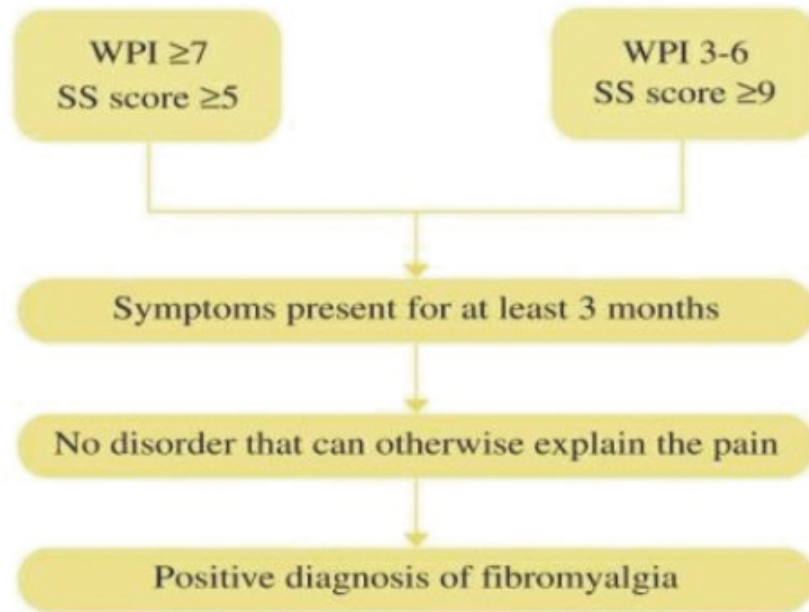 WPI ≥7
SS score ≥5
WPI 3-6
SS score ≥9
Symptoms present for at least 3 months
No disorder that can otherwise explain the pain
Positive diagnosis of fibromyalgia